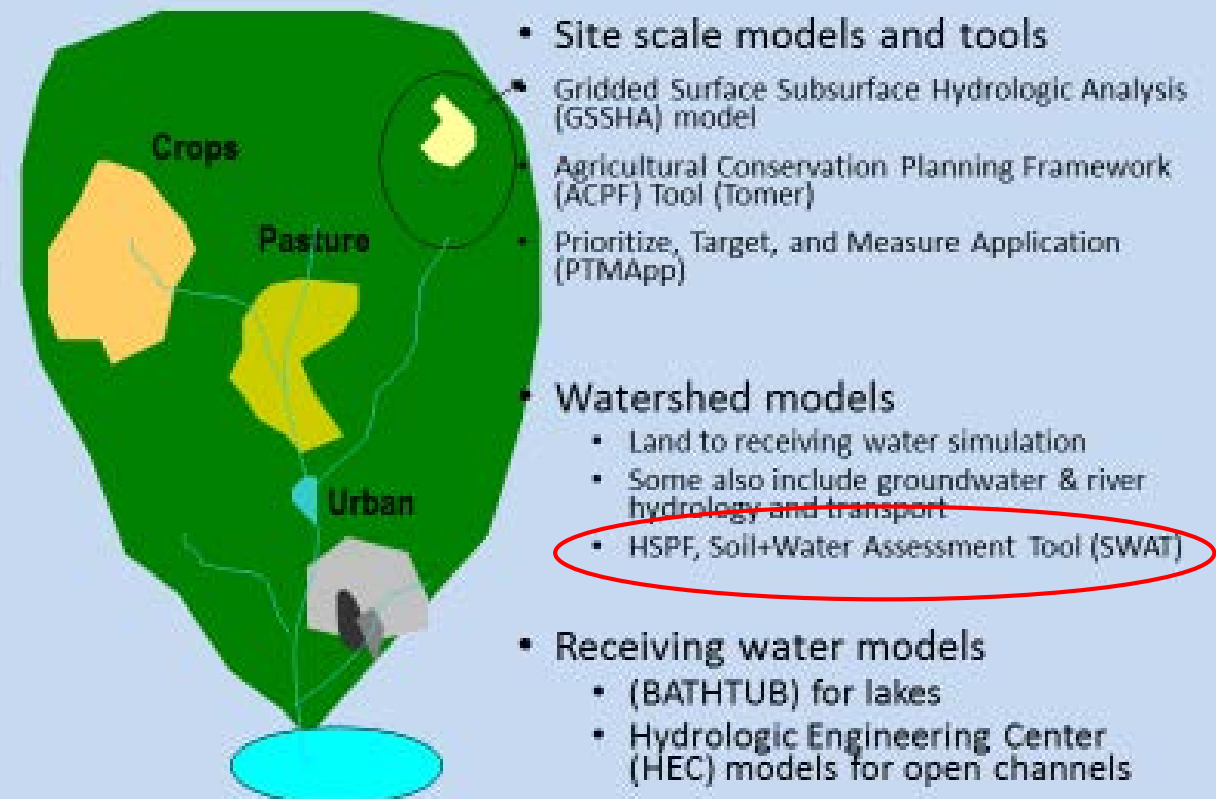 Crops
Pasture
Urban
• Site scale models and tools
• Gridded Surface Subsurface Hydrologic Analysis
(GSSHA) model
• Agricultural Conservation Planning Framework
(ACPF) Tool (Tomer)
• Prioritize, Target, and Measure Application
(PTMApp)
• Watershed models
• Land to receiving water simulation
• Some also include groundwater & river
hydrology and transport
• HSPF, Soil+Water Assessment Tool (SWAT)
• Receiving water models
• (BATHTUB) for lakes
• Hydrologic Engineering Center
(HEC) models for open channels